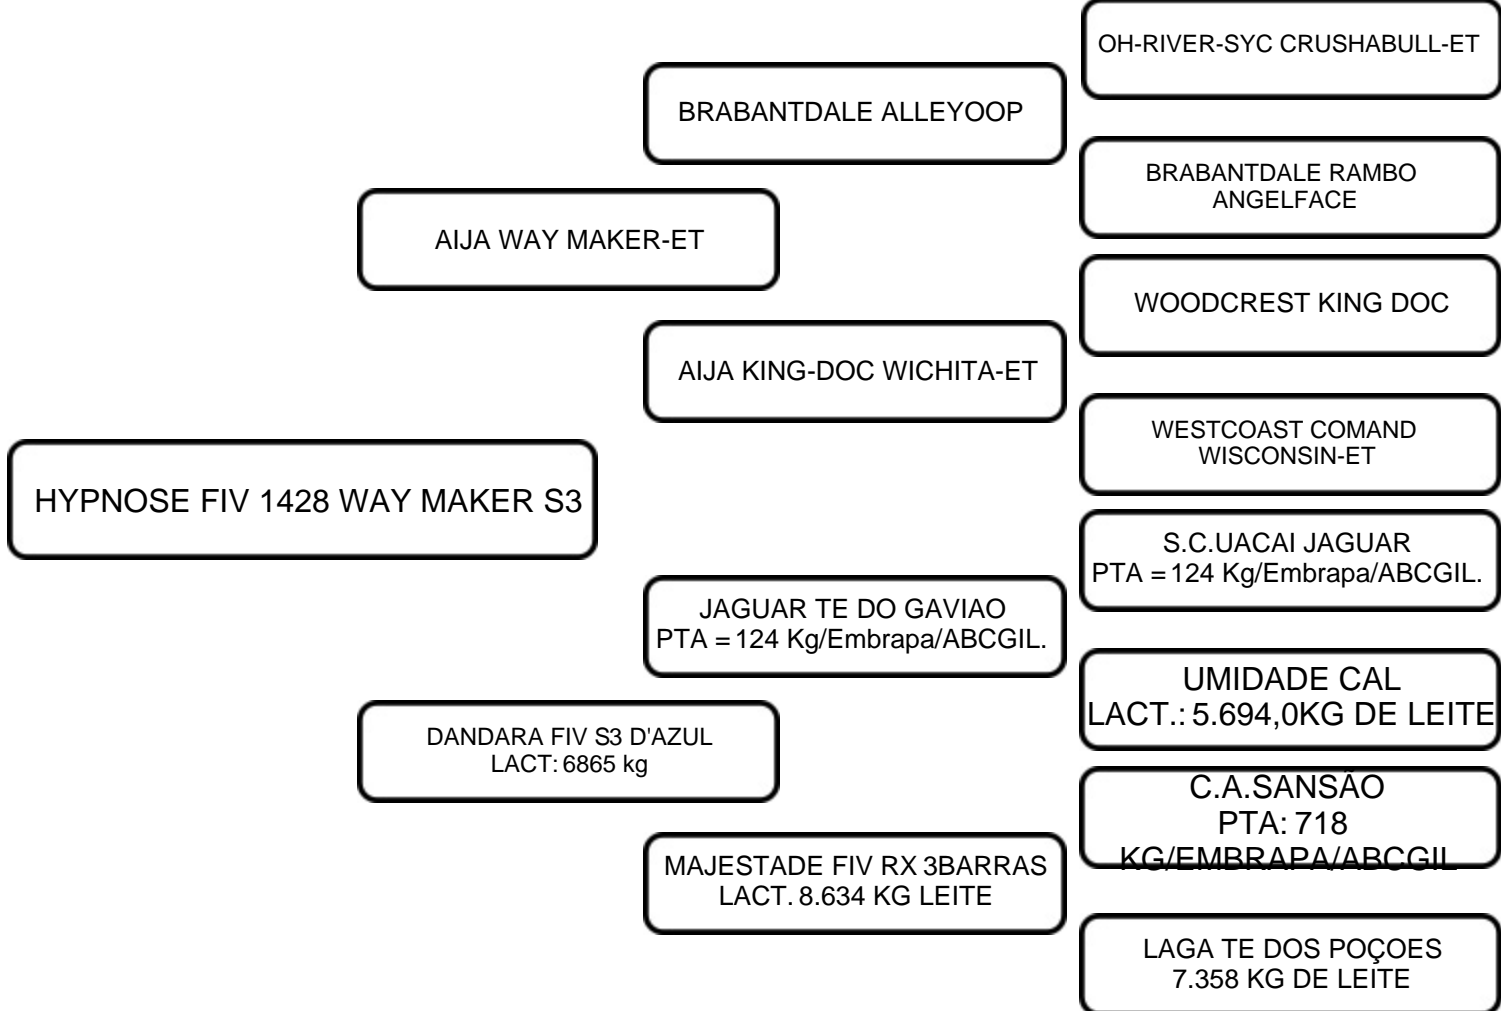 OH-RIVER-SYC CRUSHABULL-ET
BRABANTDALE ALLEYOOP
BRABANTDALE RAMBO
ANGELFACE
AIJA WAY MAKER-ET
WOODCREST KING DOC
AIJA KING-DOC WICHITA-ET
WESTCOAST COMAND
WISCONSIN-ET
HYPNOSE FIV 1428 WAY MAKER S3
S.C.UACAI JAGUAR
PTA = 124 Kg/Embrapa/ABCGIL.
JAGUAR TE DO GAVIAO
PTA = 124 Kg/Embrapa/ABCGIL.
UMIDADE CAL
LACT.: 5.694,0KG DE LEITE
DANDARA FIV S3 D'AZUL
LACT: 6865 kg
C.A.SANSÃO
PTA: 718
KG/EMBRAPA/ABCGIL
MAJESTADE FIV RX 3BARRAS
LACT. 8.634 KG LEITE
LAGA TE DOS POÇOES
7.358 KG DE LEITE